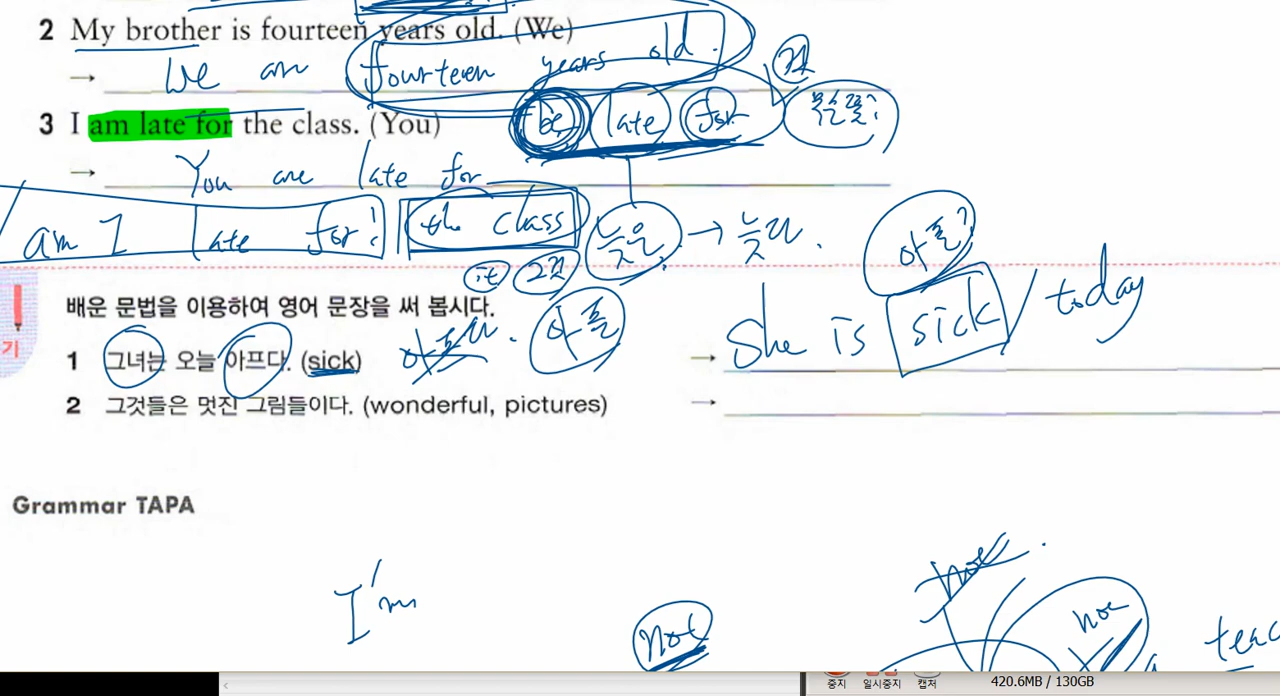 2 My brother is fourteen years old. (We)
→ We are fourteen years old.
3 I am late for the class. (You)
be late for
→ You are late for
am I late for? the class
it 그것 늦은 → 늦다.
아픈?
배운 문법을 이용하여 영어 문장을 써 봅시다.
기
1 그녀는 오늘 아프다. (sick) 아픈 → She is sick / today
2 그것들은 멋진 그림들이다. (wonderful, pictures) →
Grammar TAPA
I'm
not
not
중지 일시중지 캡처 420.6MB / 130GB